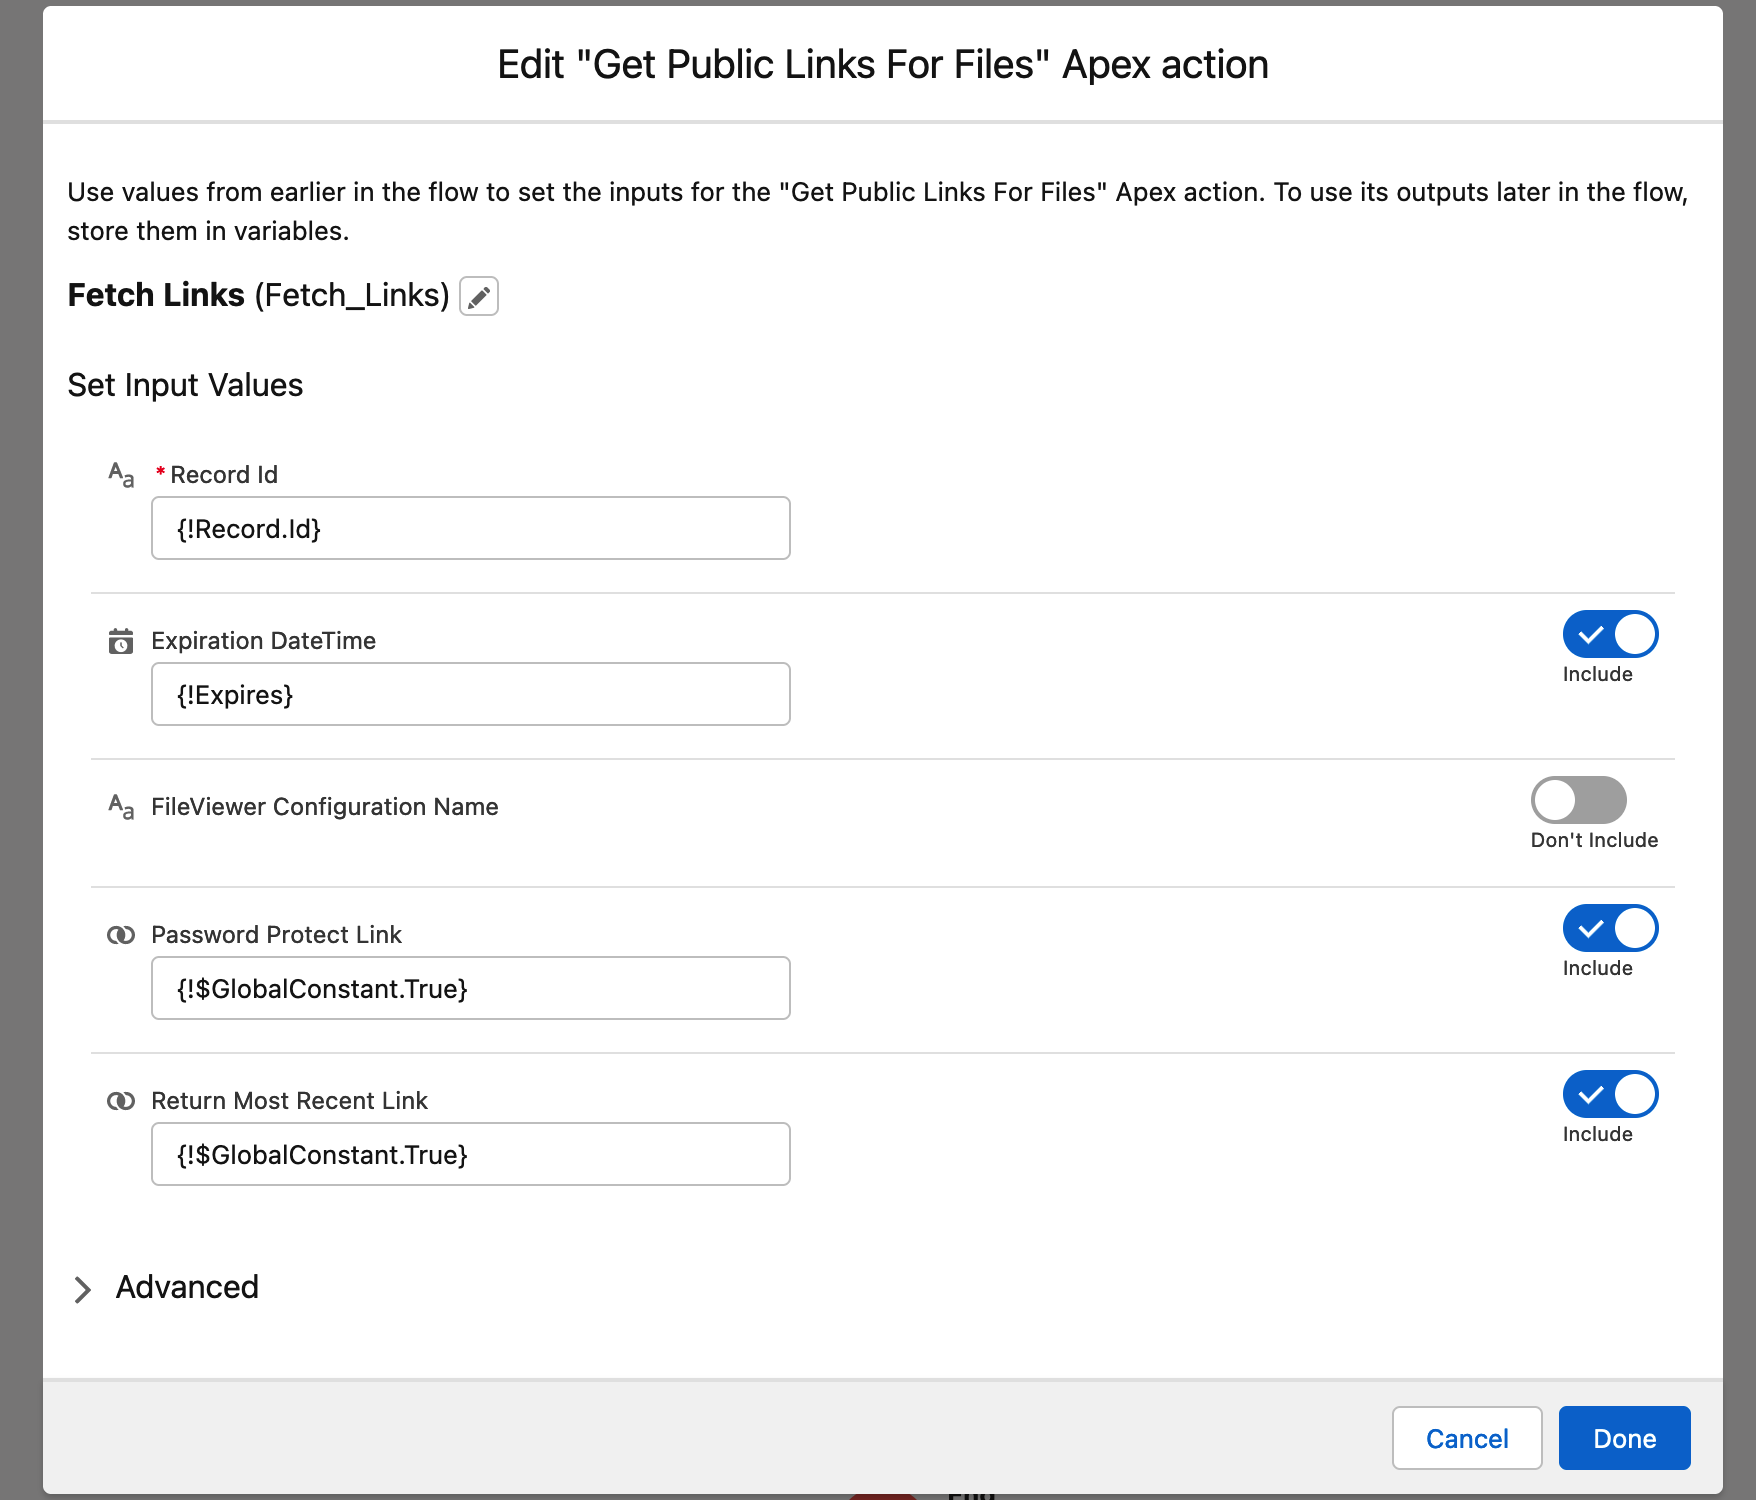 Edit "Get Public Links For Files" Apex action
Use values from earlier in the flow to set the inputs for the "Get Public Links For Files" Apex action. To use its outputs later in the flow,
store them in variables.
Fetch Links (Fetch_Links)
Set Input Values
Aa *Record Id
{!Record.Id}
Expiration DateTime
{!Expires}
Include
Aa FileViewer Configuration Name
Don't Include
Password Protect Link
{!$GlobalConstant.True}
Include
Return Most Recent Link
{!$GlobalConstant.True}
Include
Advanced
Cancel Done